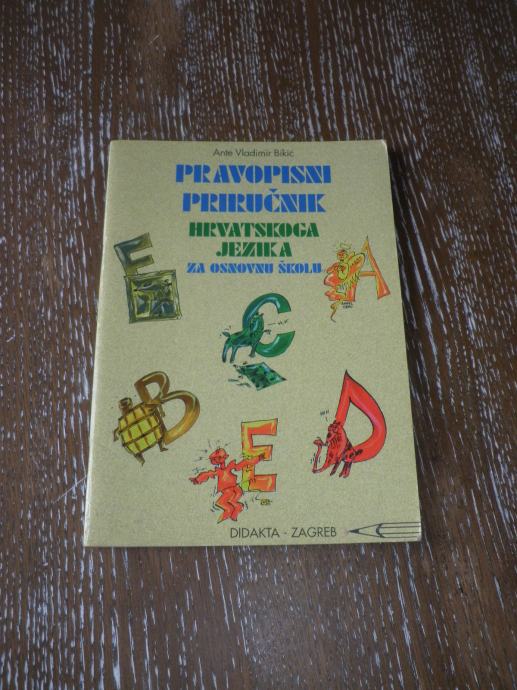 Ante Vladimir Bikić
PRAVOPISNI
PRIRUČNIK
HRVATSKOGA
JEZIKA
ZA OSNOVNU ŠKOLU
F
A
C
B
E
D
DIDAKTA - ZAGREB